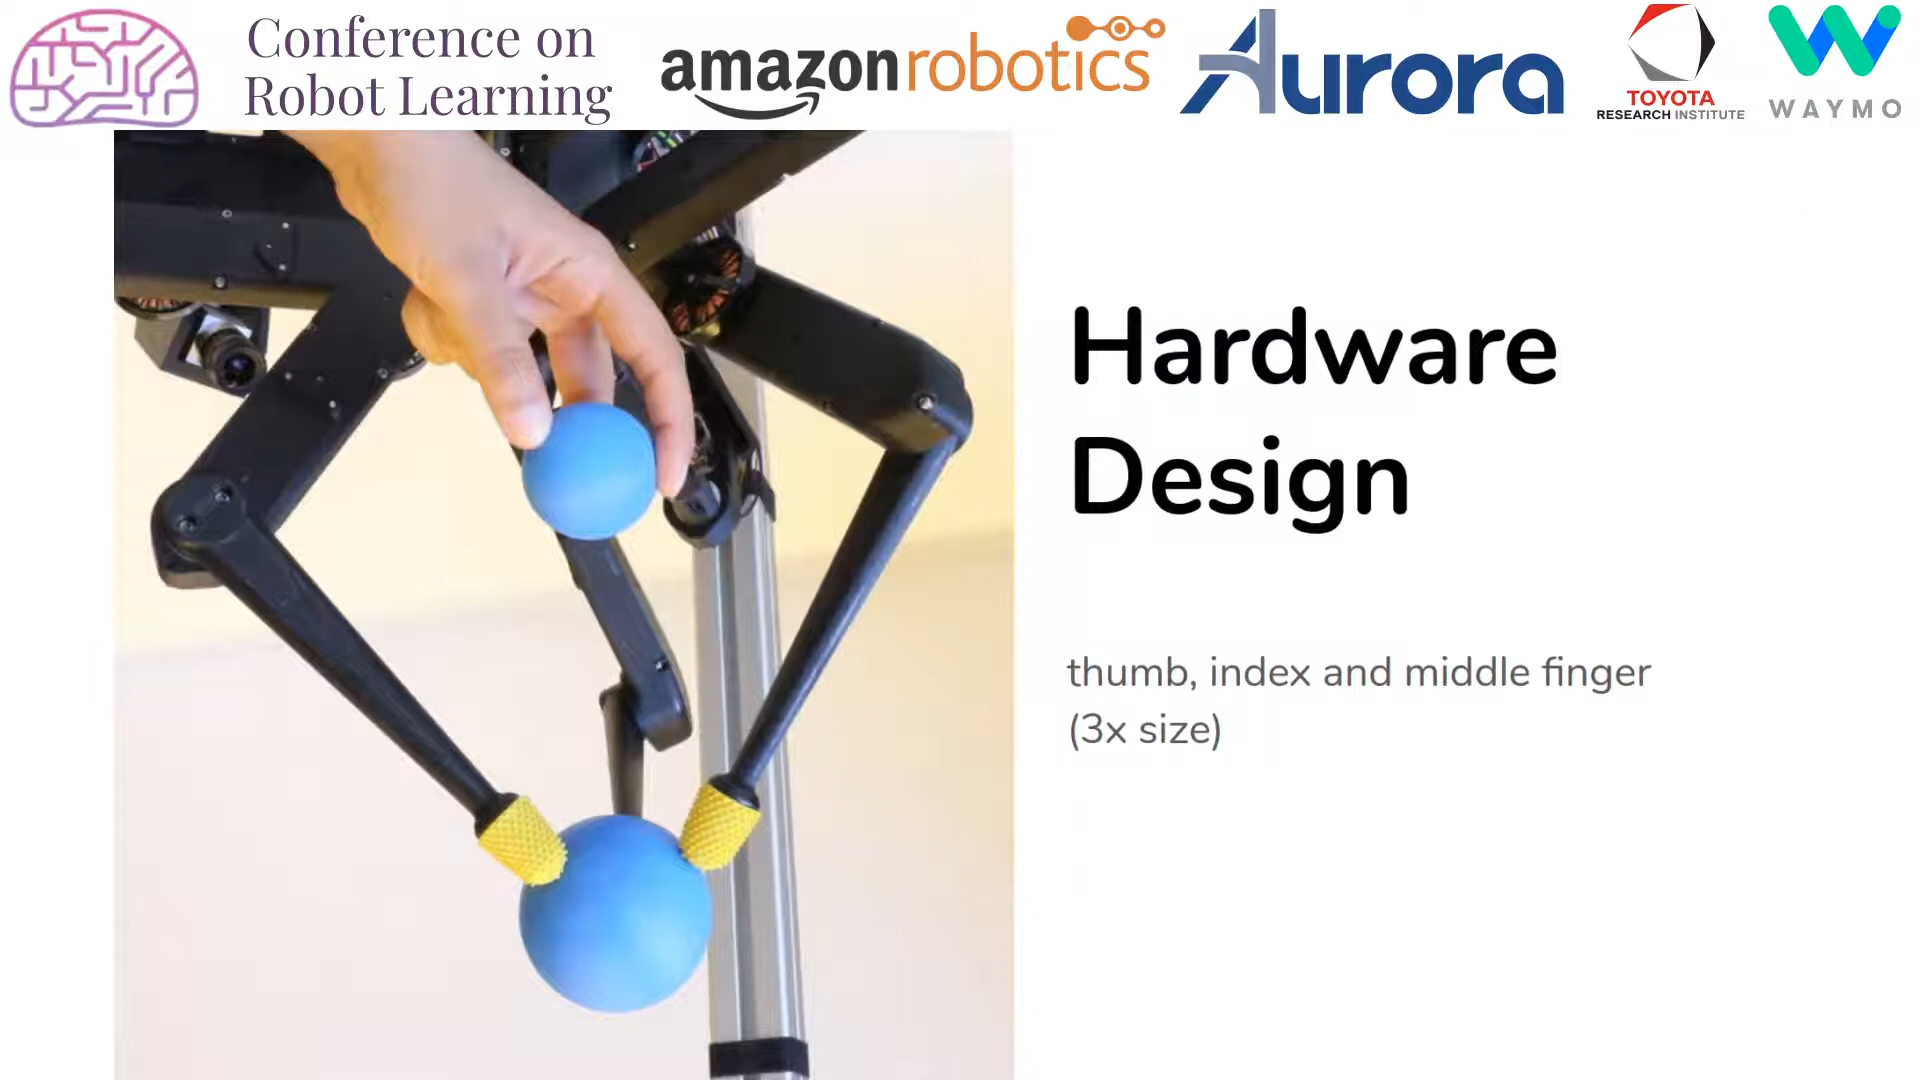 Conference on
Robot Learning
amazon robotics
Aurora
TOYOTA
RESEARCH INSTITUTE
WAYMO
Hardware
Design
thumb, index and middle finger
(3x size)